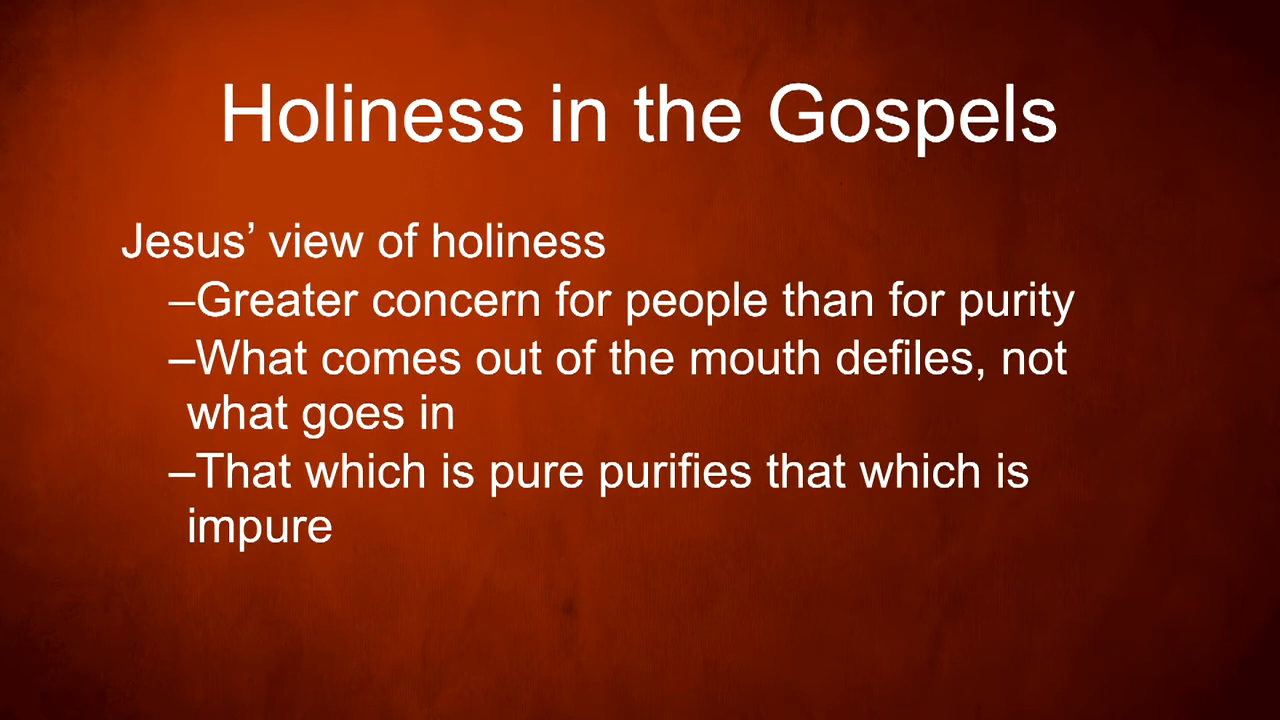 Holiness in the Gospels
Jesus’ view of holiness
–Greater concern for people than for purity
–What comes out of the mouth defiles, not
what goes in
–That which is pure purifies that which is
impure